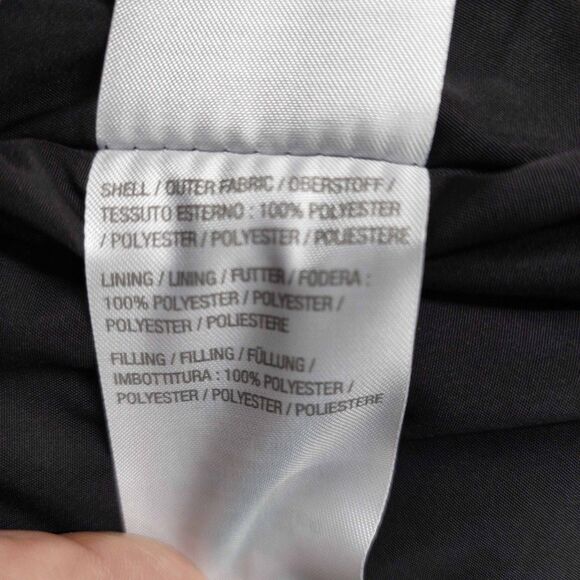 SHELL / OUTER FABRIC / OBERSTOFF /
TESSUTO ESTERNO : 100% POLYESTER
/ POLYESTER / POLYESTER / POLIESTERE
LINING / LINING / FUTTER / FODERA :
100% POLYESTER / POLYESTER /
POLYESTER / POLIESTERE
FILLING / FILLING / FÜLLUNG /
IMBOTTITURA : 100% POLYESTER /
POLYESTER / POLYESTER / POLIESTERE